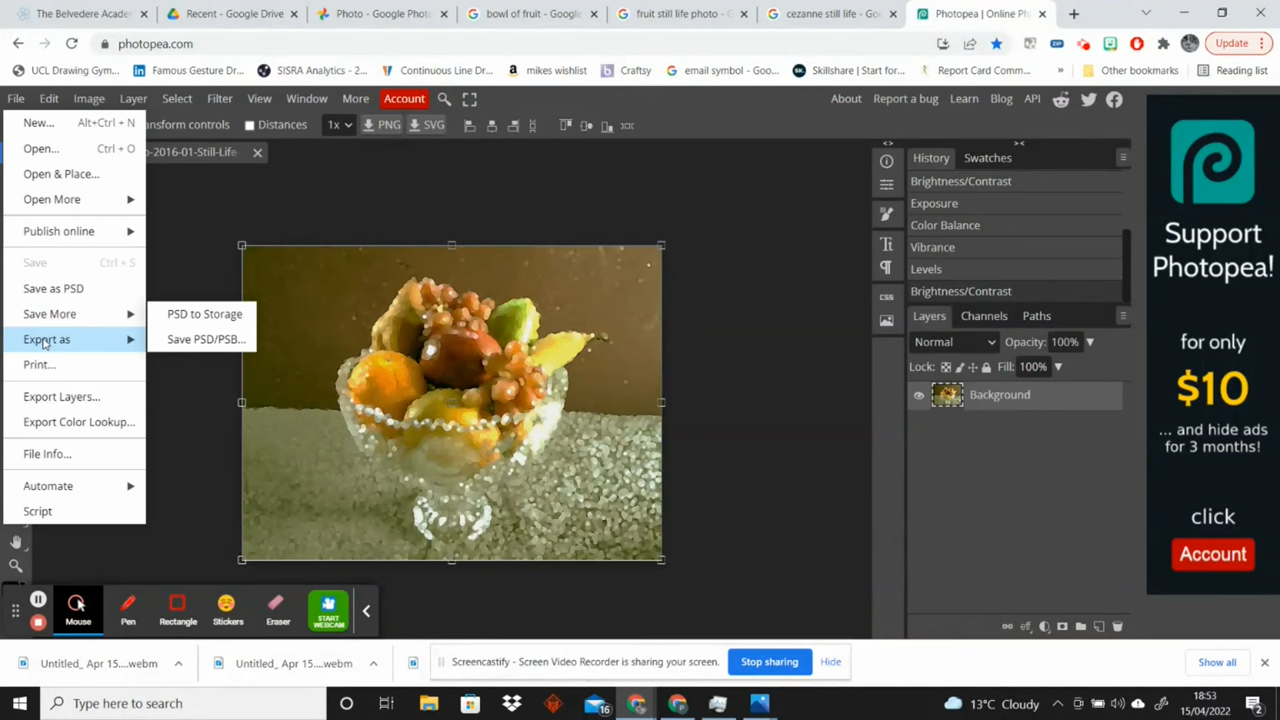 The Belvedere Acade
Recent - Google Drive
Photo - Google Photo
bowl of fruit - Google
fruit still life photo - G
cezanne still life - Goo
Photopea | Online Ph
photopea.com
Update
UCL Drawing Gym...
Famous Gesture Dr...
SISRA Analytics - 2...
Continuous Line Dr...
mikes wishlist
Craftsy
email symbol - Goo...
Skillshare | Start for...
Report Card Comm...
»
Other bookmarks
Reading list
File Edit Image Layer Select Filter View Window More Account
About Report a bug Learn Blog API
ransform controls
Distances
1x
PNG
SVG
o-2016-01-Still-Life
New... Alt+Ctrl + N
Open... Ctrl + O
Open & Place...
Open More
Publish online
Save Ctrl + S
Save as PSD
Save More
Export as
Print...
Export Layers...
Export Color Lookup...
File Info...
Automate
Script
PSD to Storage
Save PSD/PSB...
< >
> <
History Swatches
Brightness/Contrast
Exposure
Color Balance
Vibrance
Levels
Brightness/Contrast
CSS
Layers Channels Paths
Normal
Opacity: 100%
Lock:
Fill: 100%
Background
eff
Support
Photopea!
for only
$10
... and hide ads
for 3 months!
click
Account
Mouse
Pen
Rectangle
Stickers
Eraser
START
WEBCAM
Untitled_ Apr 15....webm
Untitled_ Apr 15....webm
Screencastify - Screen Video Recorder is sharing your screen.
Stop sharing
Hide
Show all
Type here to search
16
13°C Cloudy
18:53
15/04/2022
2